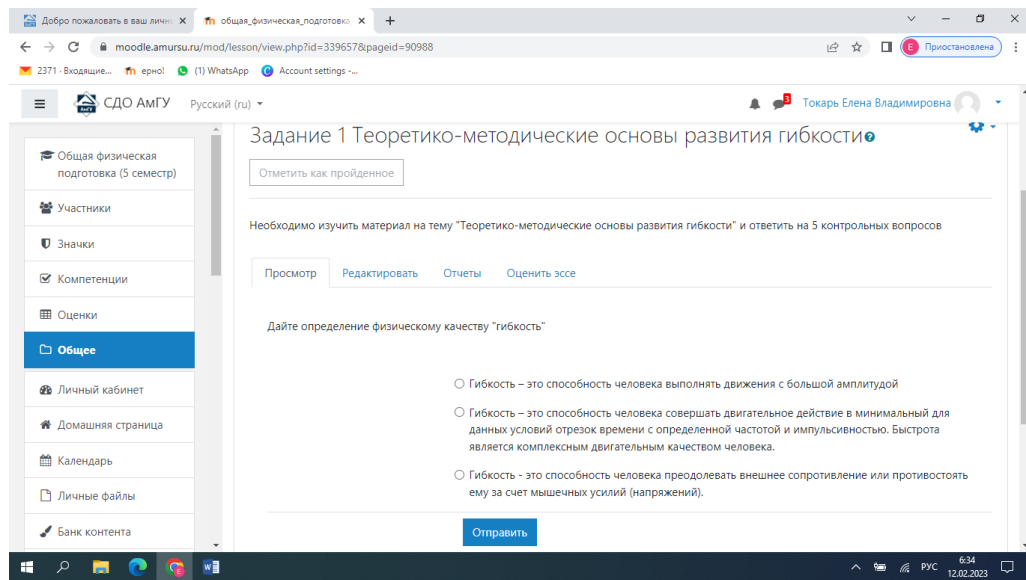 Добро пожаловать в ваш личн
общая_физическая_подготовка
moodle.amursu.ru/mod/lesson/view.php?id=339657&pageid=90988
Приостановлена
2371 · Входящие...
ерно!
(1) WhatsApp
Account settings -...
СДО АмГУ
Русский (ru)
3
Токарь Елена Владимировна
Общая физическая
подготовка (5 семестр)
Участники
Значки
Компетенции
Оценки
Общее
Личный кабинет
Домашняя страница
Календарь
Личные файлы
Банк контента
Задание 1 Теоретико-методические основы развития гибкости
Отметить как пройденное
Необходимо изучить материал на тему "Теоретико-методические основы развития гибкости" и ответить на 5 контрольных вопросов
Просмотр
Редактировать
Отчеты
Оценить эссе
Дайте определение физическому качеству "гибкость"
Гибкость – это способность человека выполнять движения с большой амплитудой
Гибкость – это способность человека совершать двигательное действие в минимальный для
данных условий отрезок времени с определенной частотой и импульсивностью. Быстрота
является комплексным двигательным качеством человека.
Гибкость - это способность человека преодолевать внешнее сопротивление или противостоять
ему за счет мышечных усилий (напряжений).
Отправить
РУС
6:34
12.02.2023